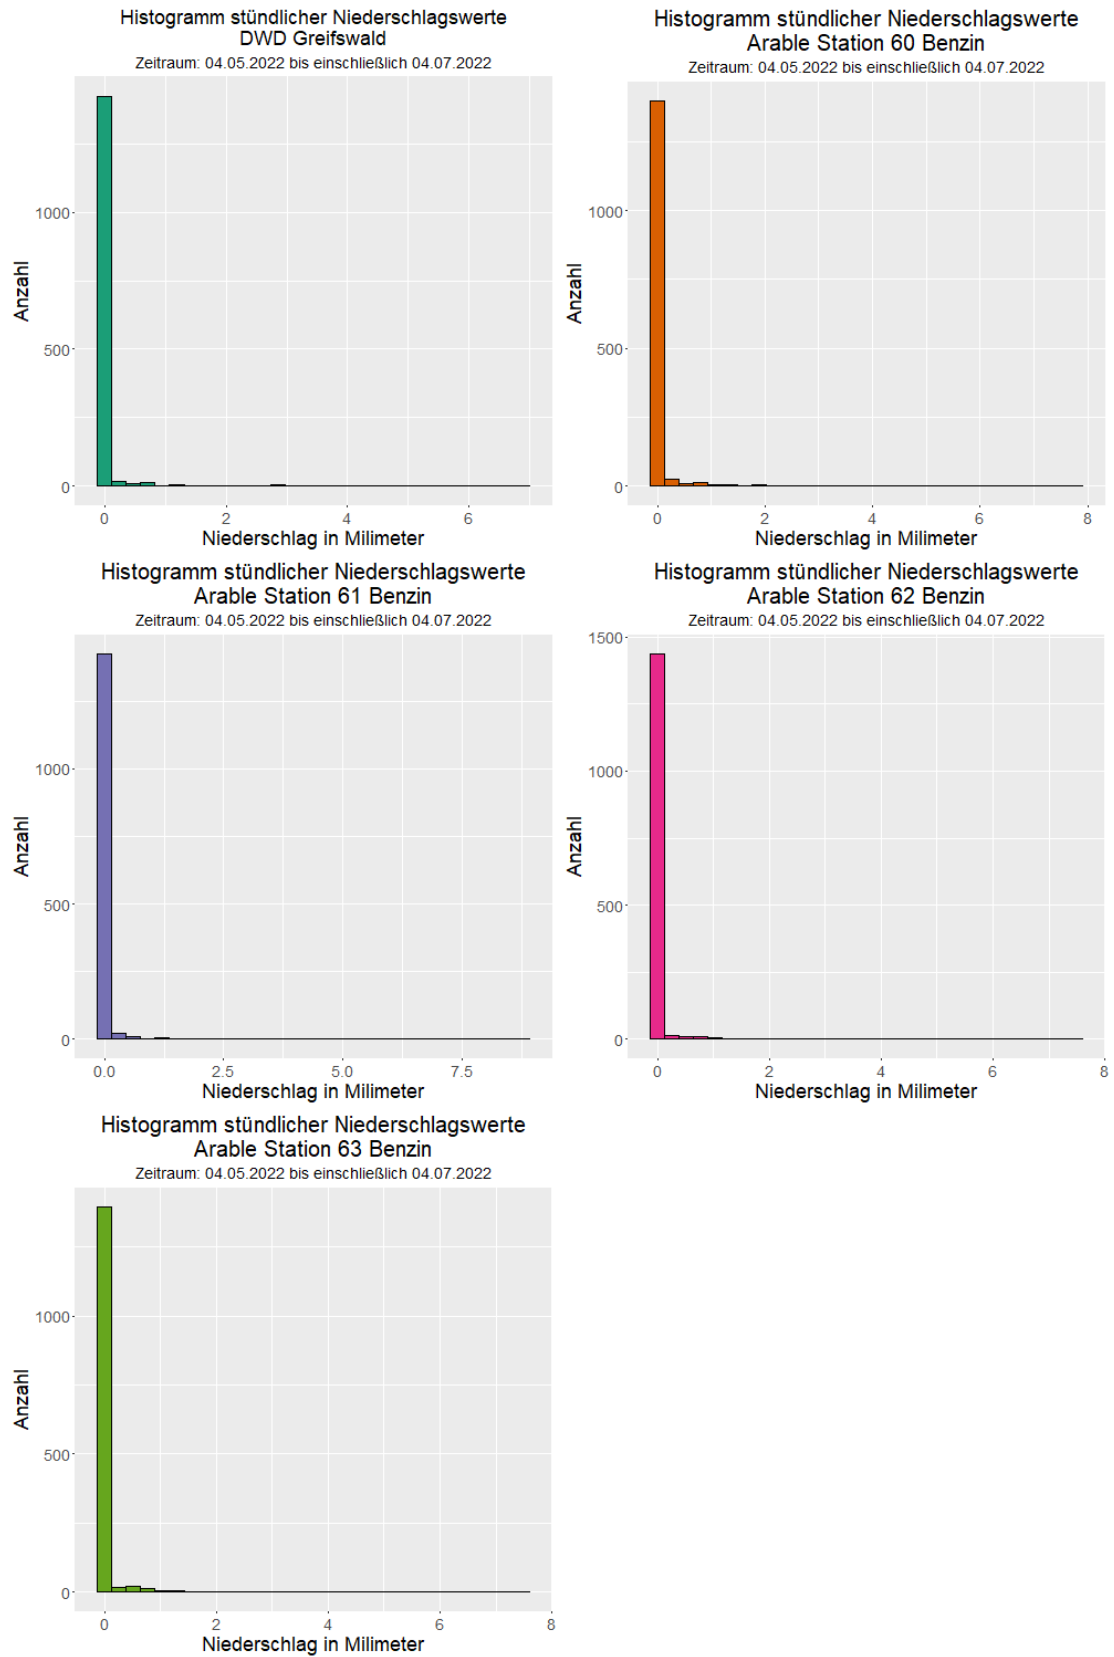 Histogramm stündlicher Niederschlagswerte
DWD Greifswald
Zeitraum: 04.05.2022 bis einschließlich 04.07.2022
Anzahl
1000
500
0
0 2 4 6
Niederschlag in Milimeter
Histogramm stündlicher Niederschlagswerte
Arable Station 60 Benzin
Zeitraum: 04.05.2022 bis einschließlich 04.07.2022
Anzahl
1000
500
0
0 2 4 6 8
Niederschlag in Milimeter
Histogramm stündlicher Niederschlagswerte
Arable Station 61 Benzin
Zeitraum: 04.05.2022 bis einschließlich 04.07.2022
Anzahl
1000
500
0
0.0 2.5 5.0 7.5
Niederschlag in Milimeter
Histogramm stündlicher Niederschlagswerte
Arable Station 62 Benzin
Zeitraum: 04.05.2022 bis einschließlich 04.07.2022
Anzahl
1500
1000
500
0
0 2 4 6 8
Niederschlag in Milimeter
Histogramm stündlicher Niederschlagswerte
Arable Station 63 Benzin
Zeitraum: 04.05.2022 bis einschließlich 04.07.2022
Anzahl
1000
500
0
0 2 4 6 8
Niederschlag in Milimeter